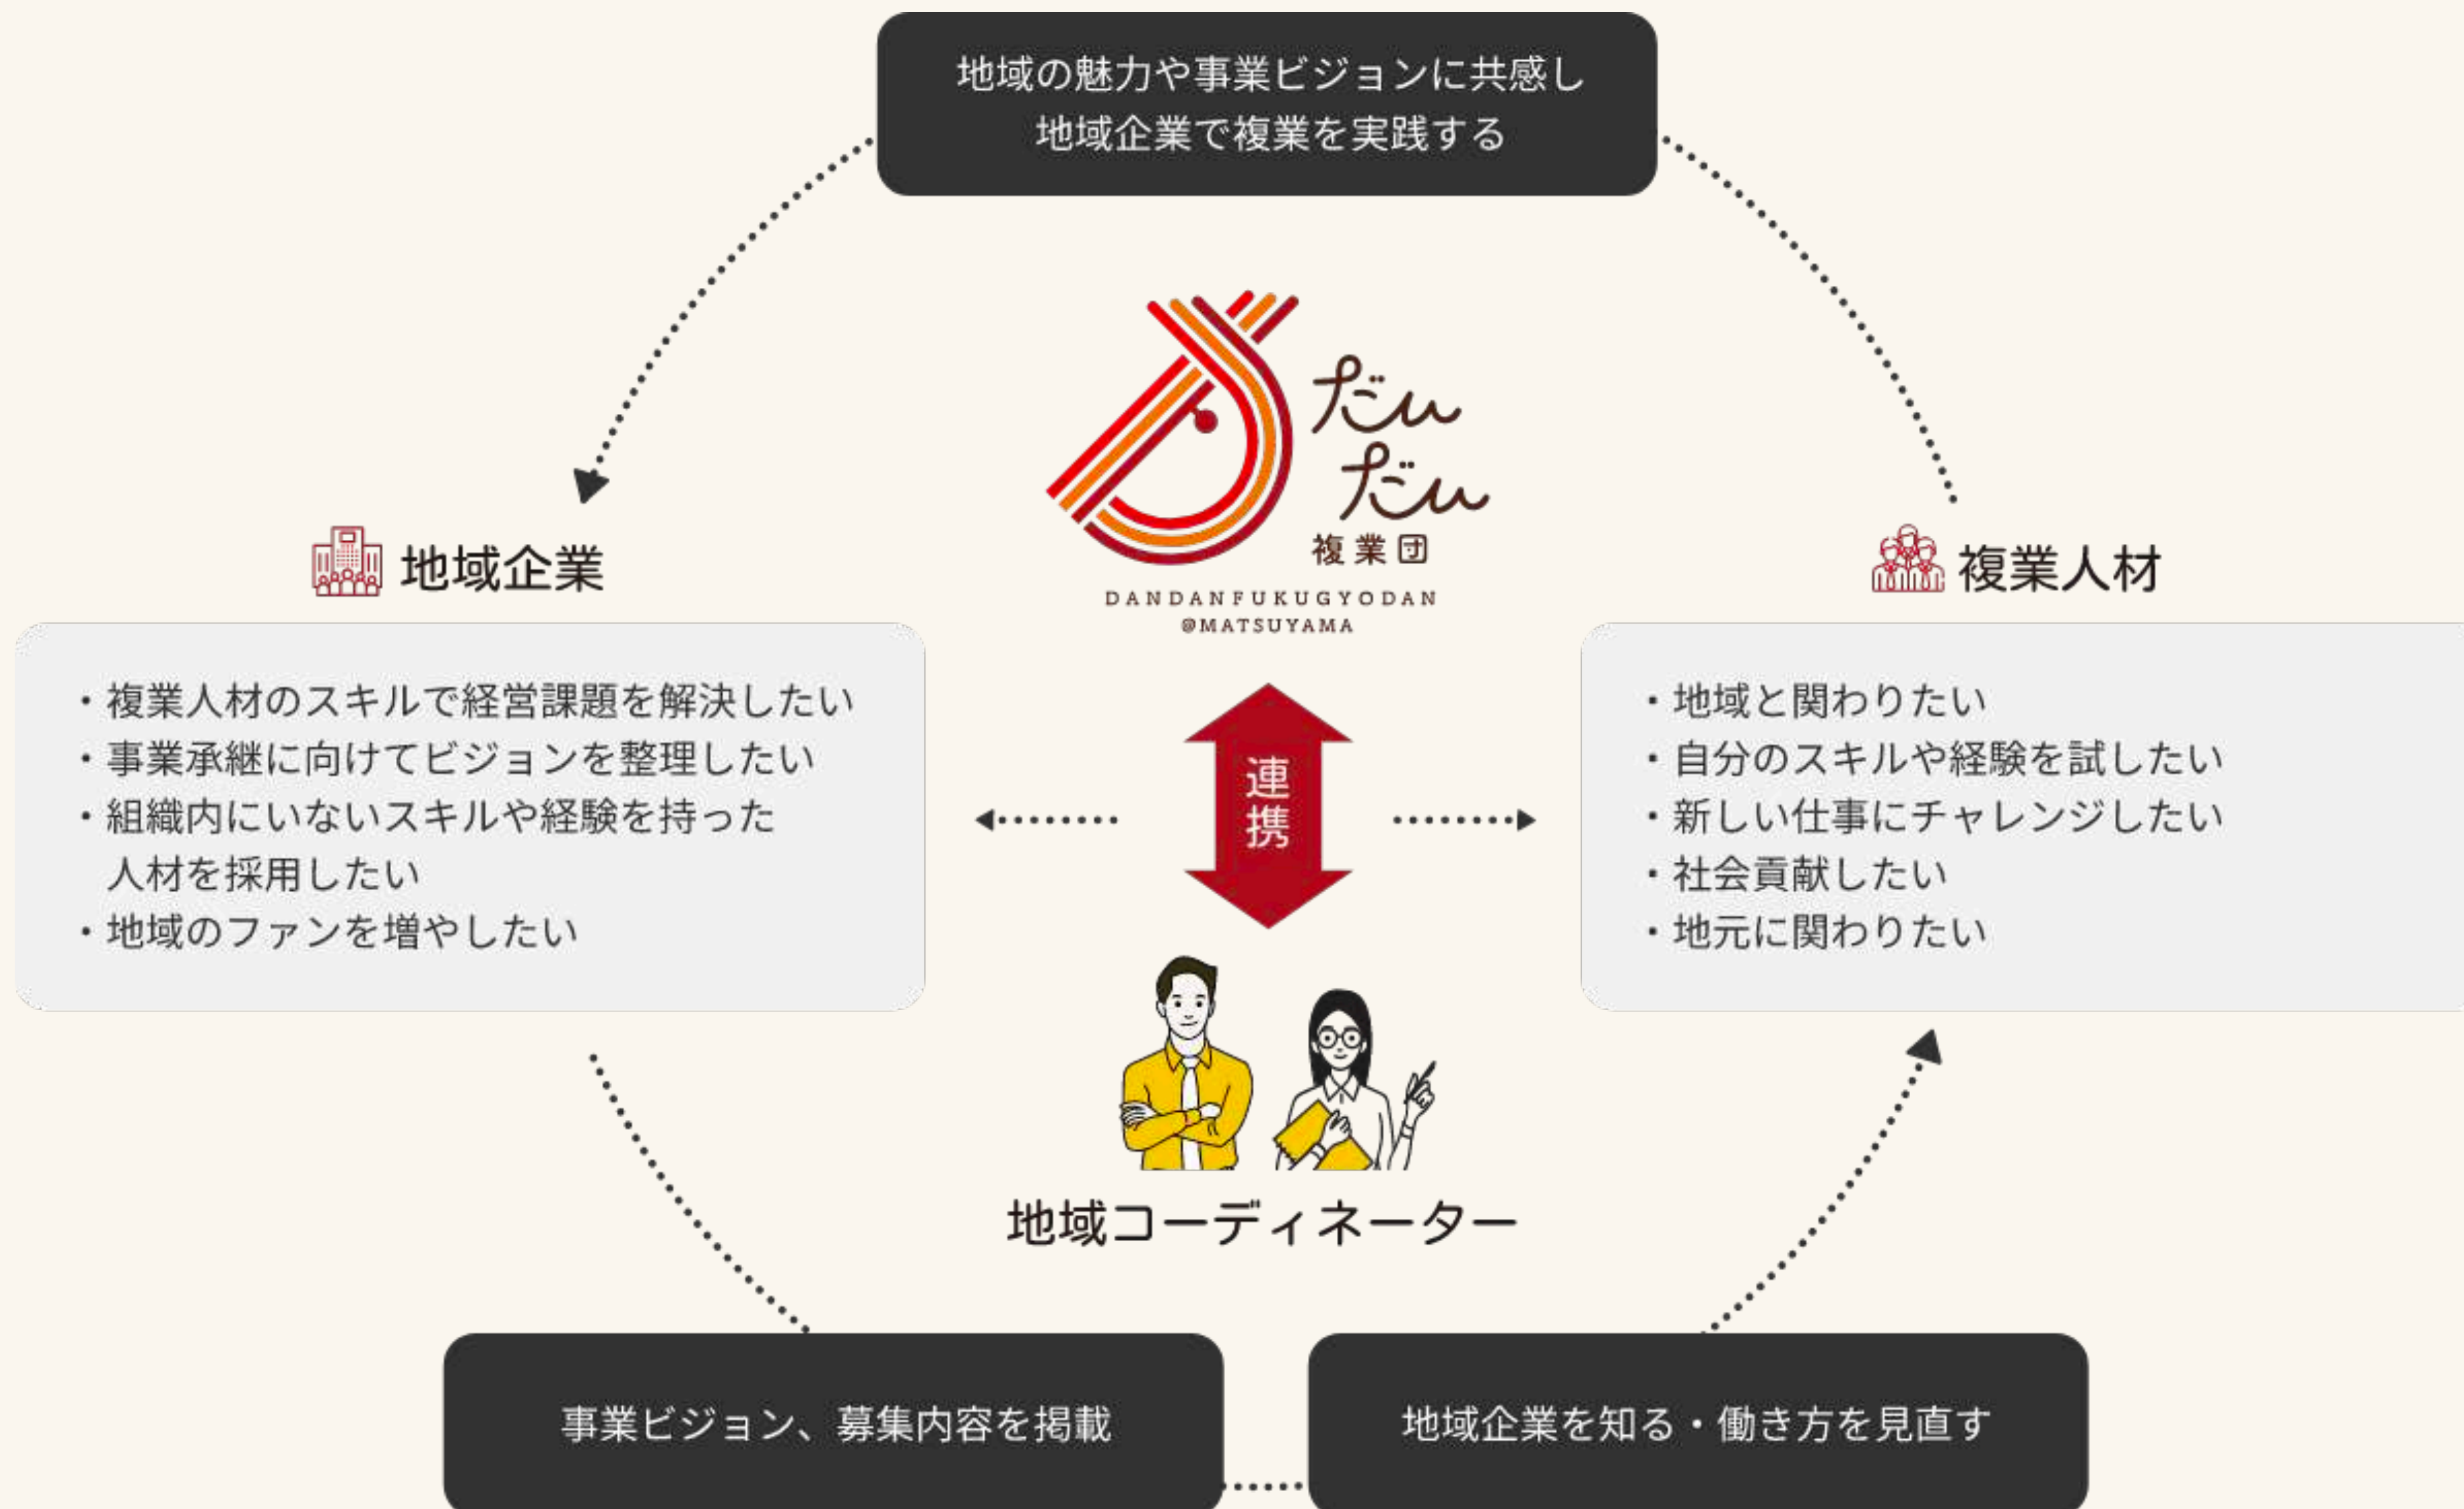 地域の魅力や事業ビジョンに共感し
地域企業で複業を実践する
だん
だん
複業団
DANDANFUKUGYODAN
@MATSUYAMA
地域企業
・複業人材のスキルで経営課題を解決したい
・事業承継に向けてビジョンを整理したい
・組織内にいないスキルや経験を持った
人材を採用したい
・地域のファンを増やしたい
連携
複業人材
・地域と関わりたい
・自分のスキルや経験を試したい
・新しい仕事にチャレンジしたい
・社会貢献したい
・地元に関わりたい
地域コーディネーター
事業ビジョン、募集内容を掲載
地域企業を知る・働き方を見直す